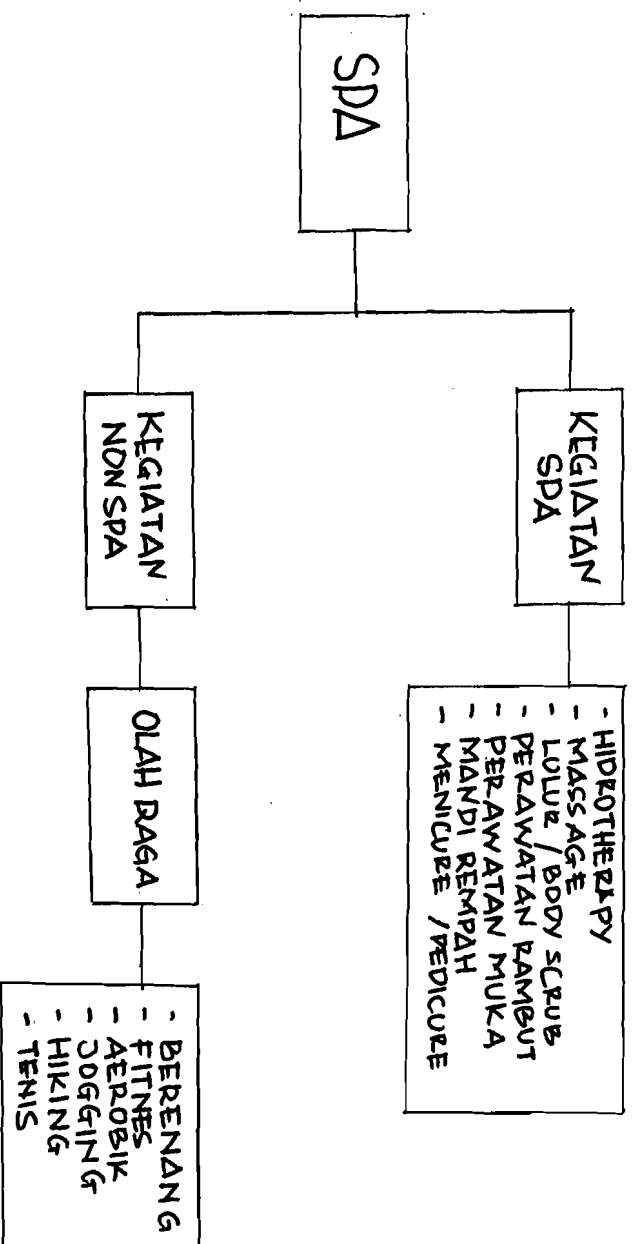 SPA
KEGIATAN
SPA
- HIDROTHERAPY
- MASSAGE
- LULUR / BODY SCRUB
- PERAWATAN RAMBUT
- PERAWATAN MUKA
- MANDI REMPAH
- MENICURE / PEDICURE
KEGIATAN
NON SPA
OLAH RAGA
- BERENANG
- FITNES
- AEROBIK
- JOGGING
- HIKING
- TENIS